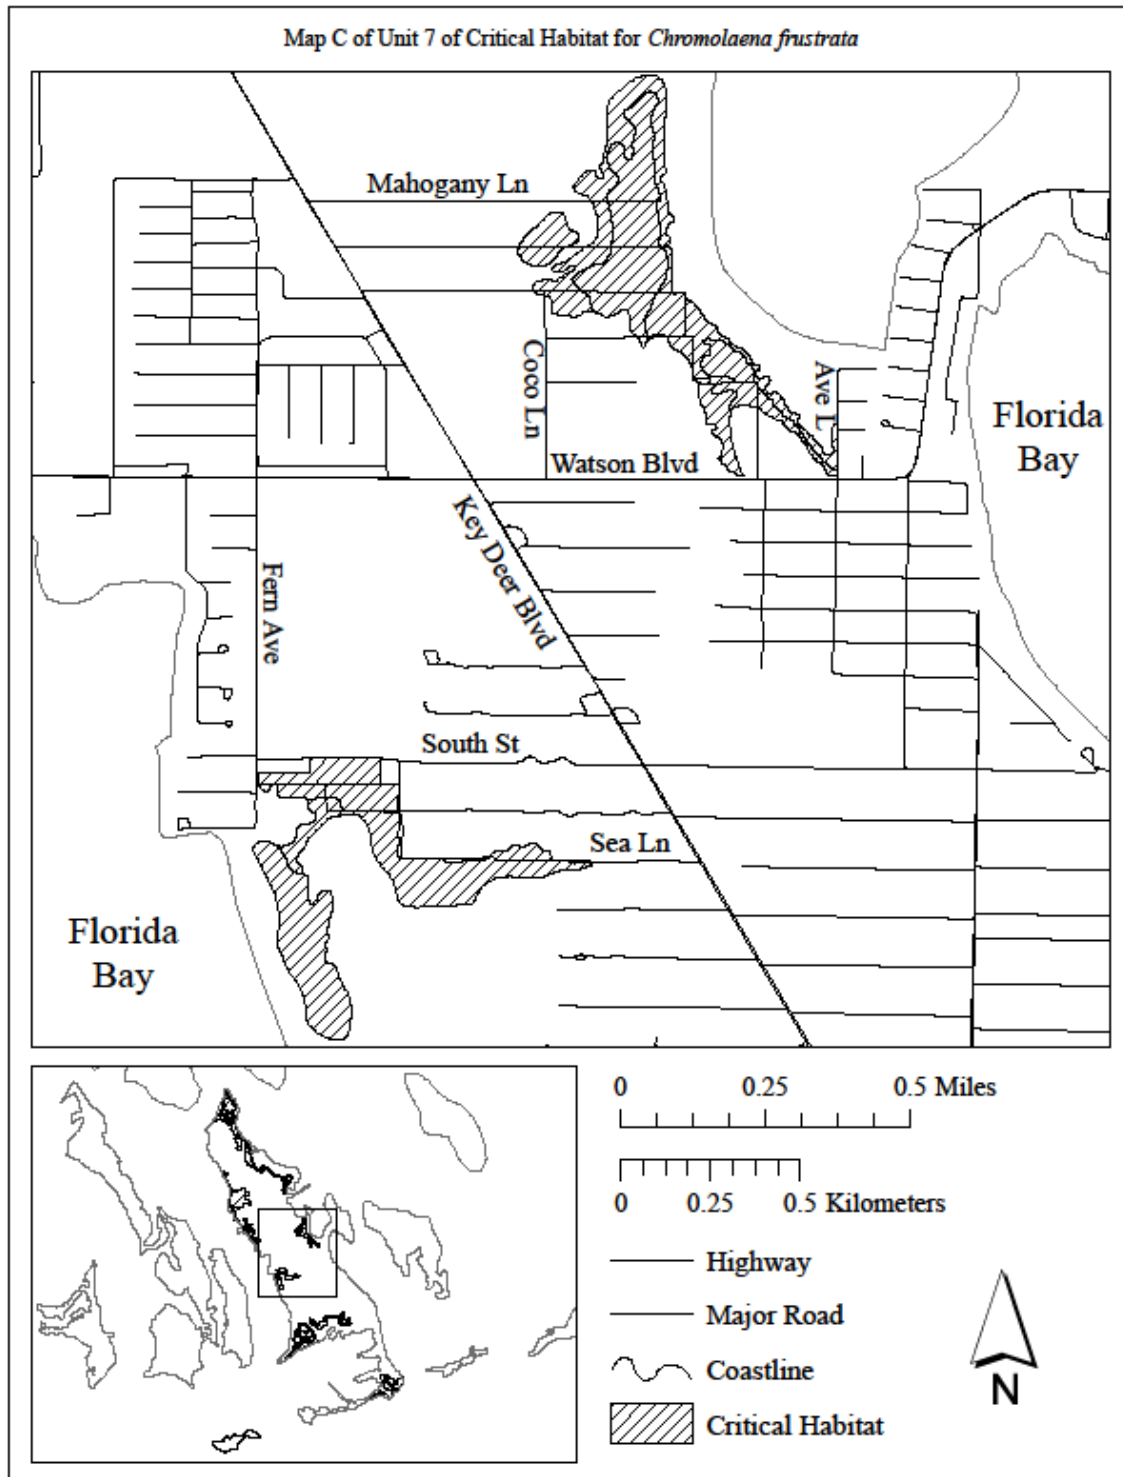 Map C of Unit 7 of Critical Habitat for Chromolaena frustrata
Mahogany Ln
Coco Ln
Ave L
Florida
Bay
Watson Blvd
Key Deer Blvd
Fern Ave
South St
Sea Ln
Florida
Bay
0 0.25 0.5 Miles
0 0.25 0.5 Kilometers
Highway
Major Road
Coastline
Critical Habitat
N